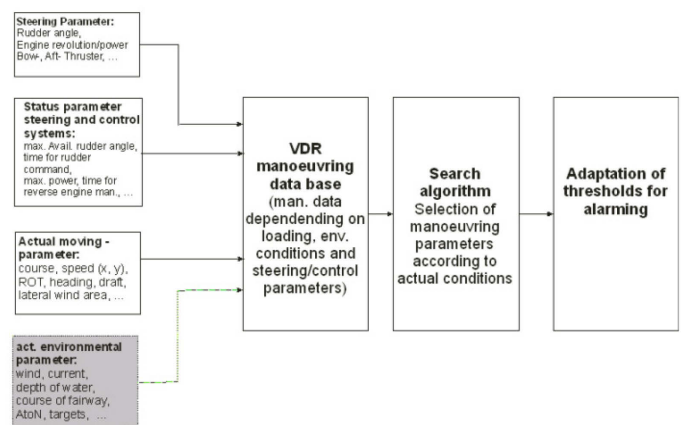 Steering Parameter:
Rudder angle,
Engine revolution/power
Bow-, Aft- Thruster, ...
Status parameter
steering and control
systems:
max. Avail. rudder angle,
time for rudder
command,
max. power, time for
reverse engine man., ...
Actual moving -
parameter:
course, speed (x, y),
ROT, heading, draft,
lateral wind area, ...
act. environmental
parameter:
wind, current,
depth of water,
course of fairway,
AtoN, targets, ...
VDR
manoeuvring
data base
(man. data
dependending on
loading, env.
conditions and
steering/control
parameters)
Search
algorithm
Selection of
manoeuvring
parameters
according to
actual conditions
Adaptation of
thresholds for
alarming